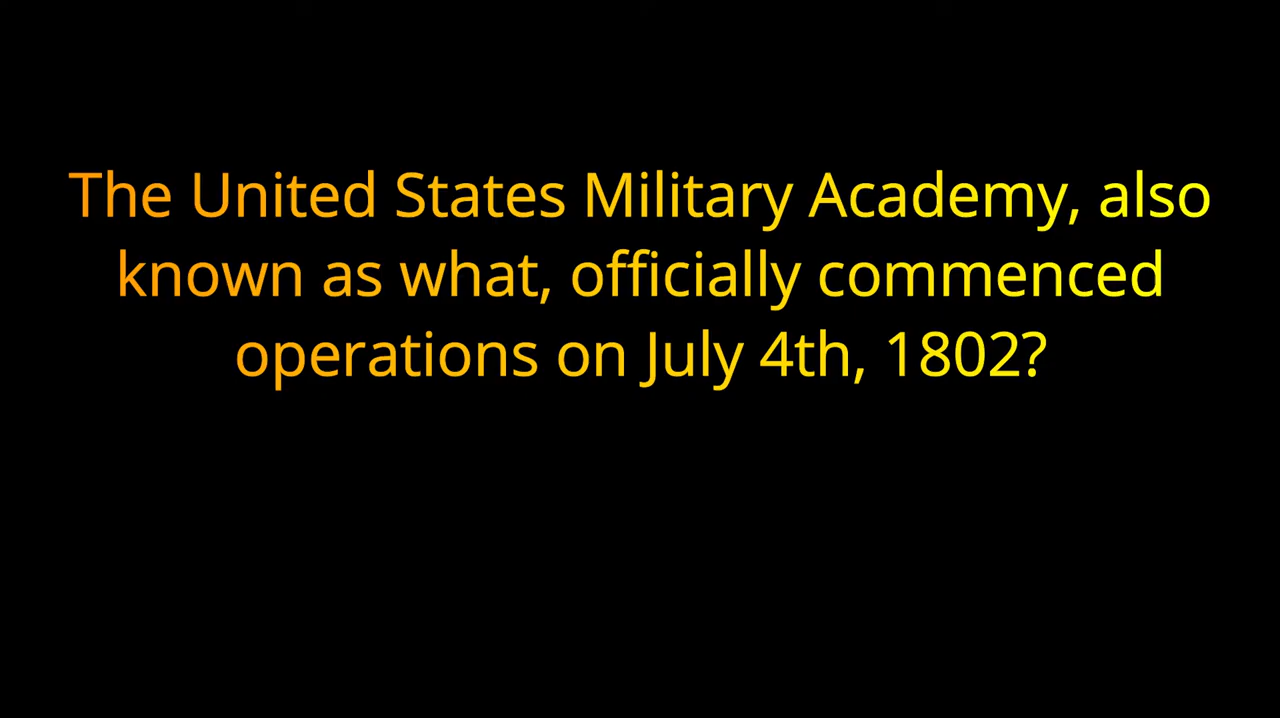 The United States Military Academy, also
known as what, officially commenced
operations on July 4th, 1802?